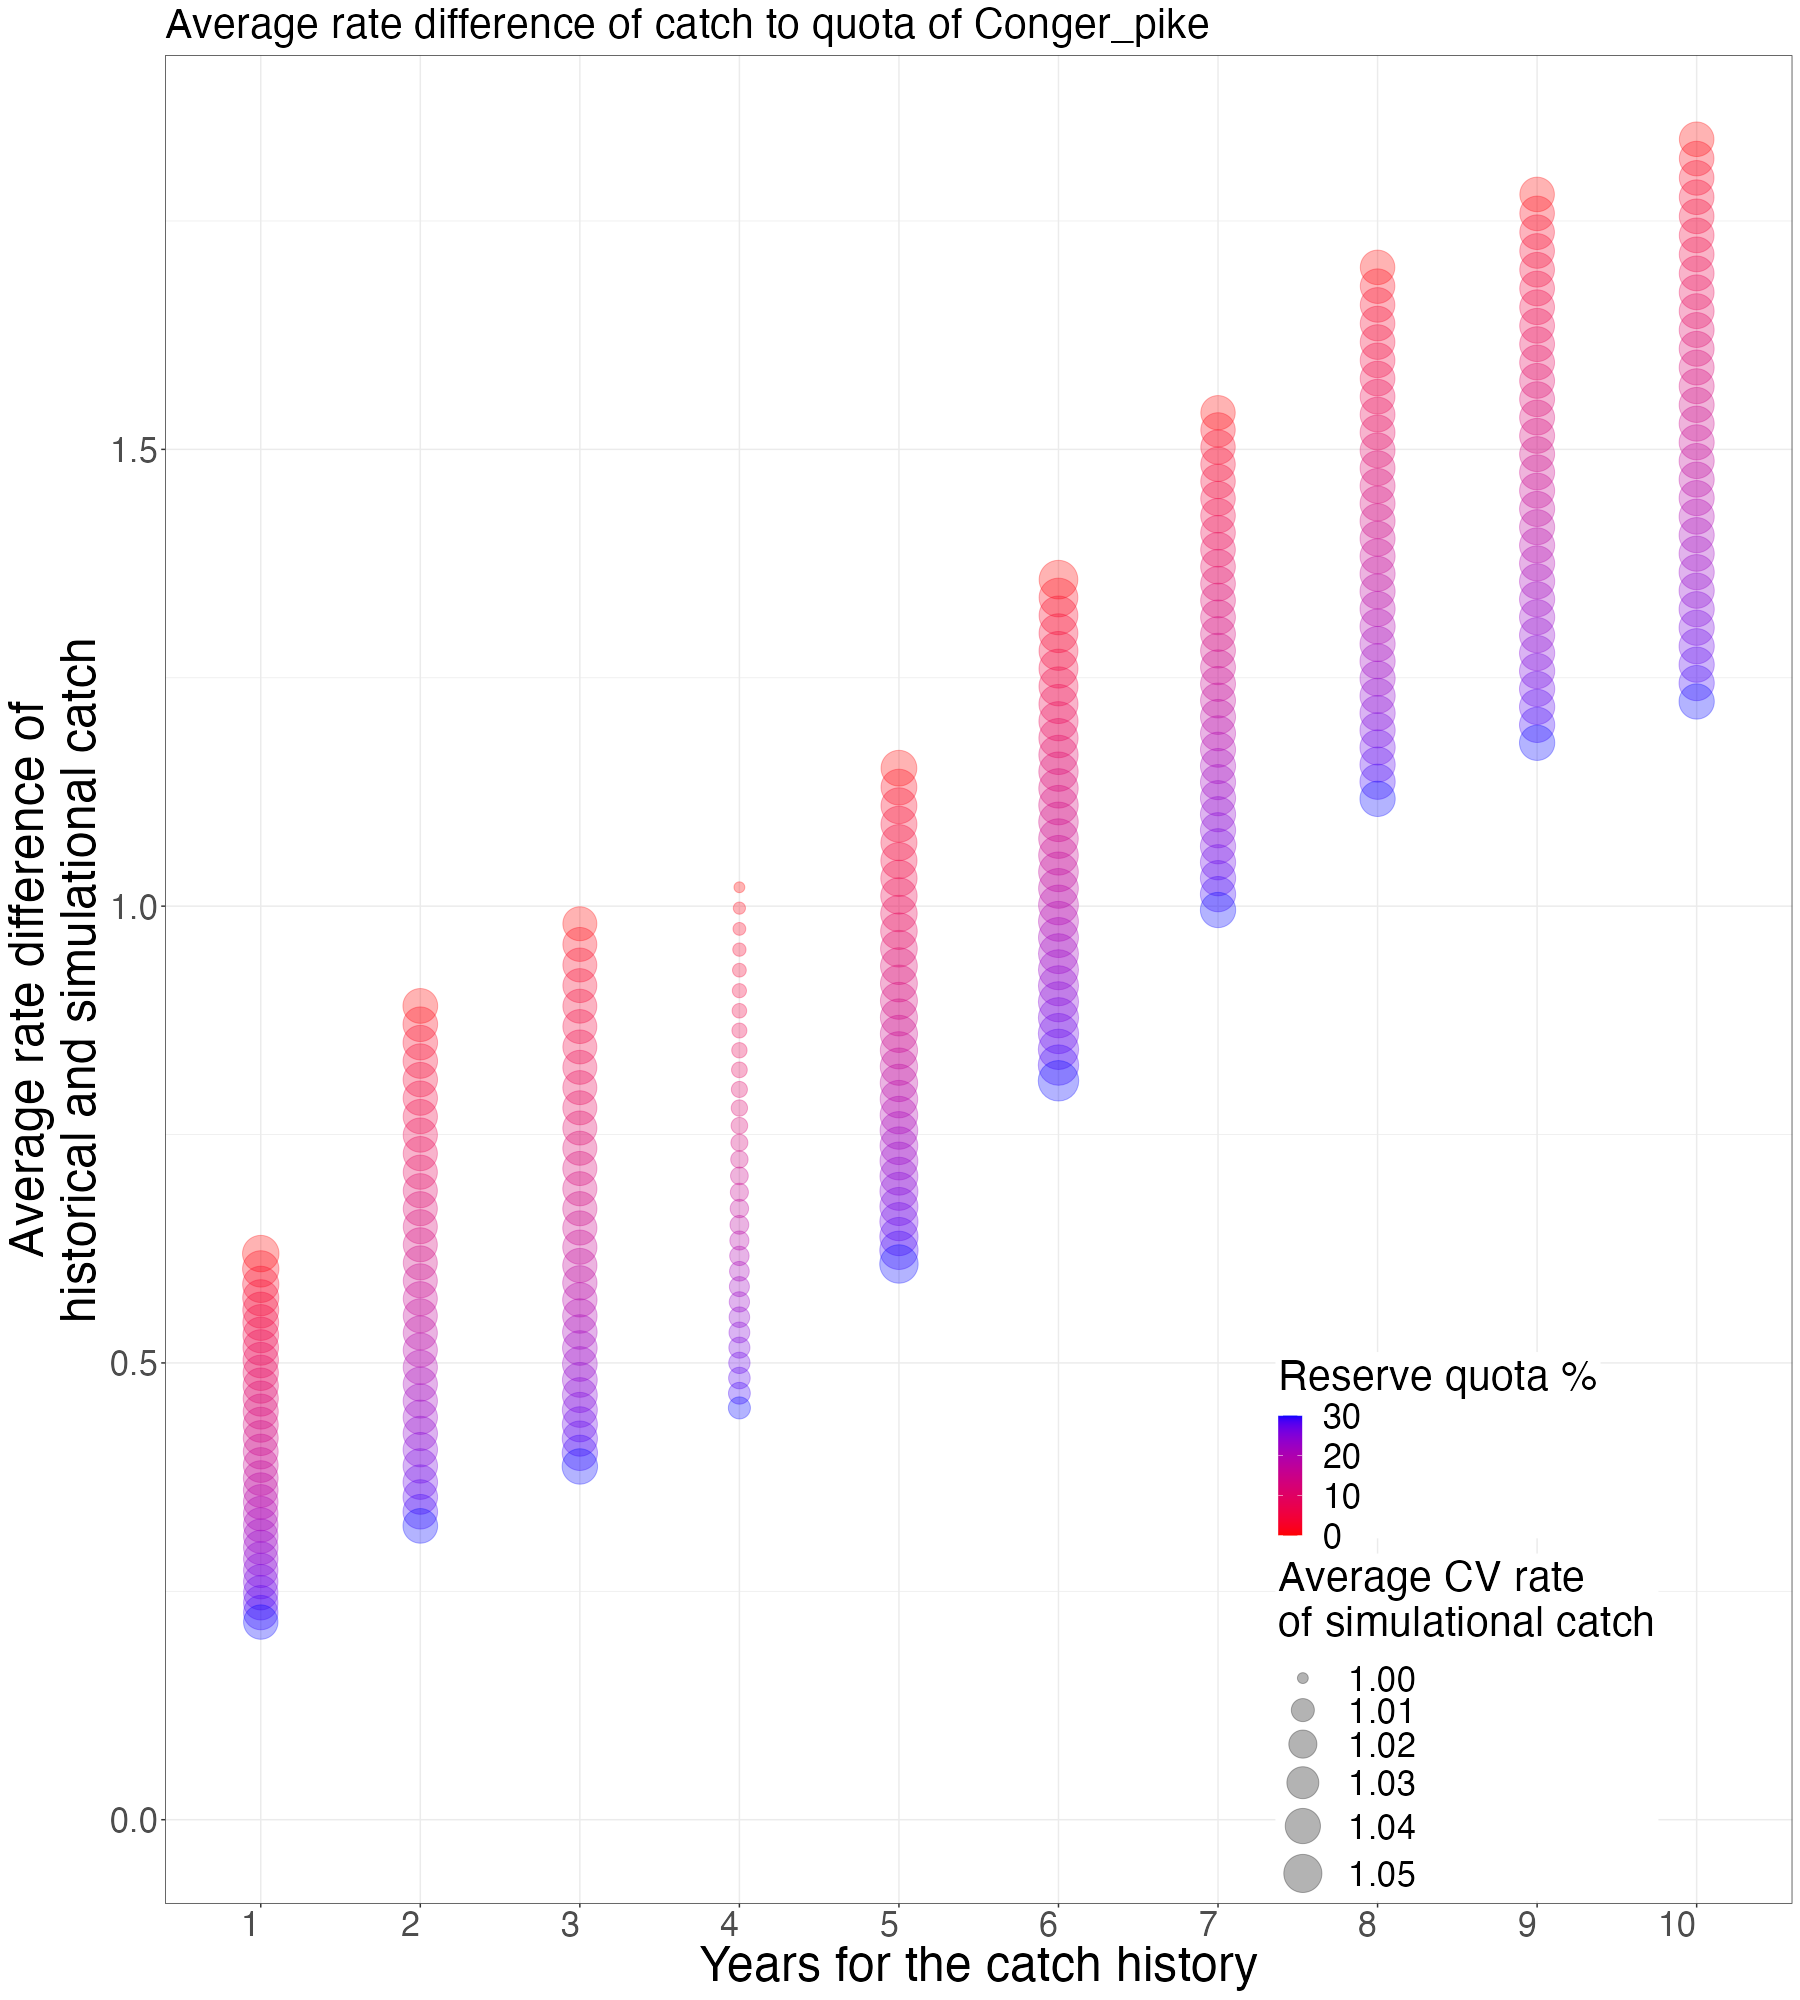 Average rate difference of catch to quota of Conger_pike
Average rate difference of
historical and simulational catch
1.5
1.0
0.5
0.0
Reserve quota %
30
20
10
0
Average CV rate
of simulational catch
1.00
1.01
1.02
1.03
1.04
1.05
1 2 3 4 5 6 7 8 9 10
Years for the catch history